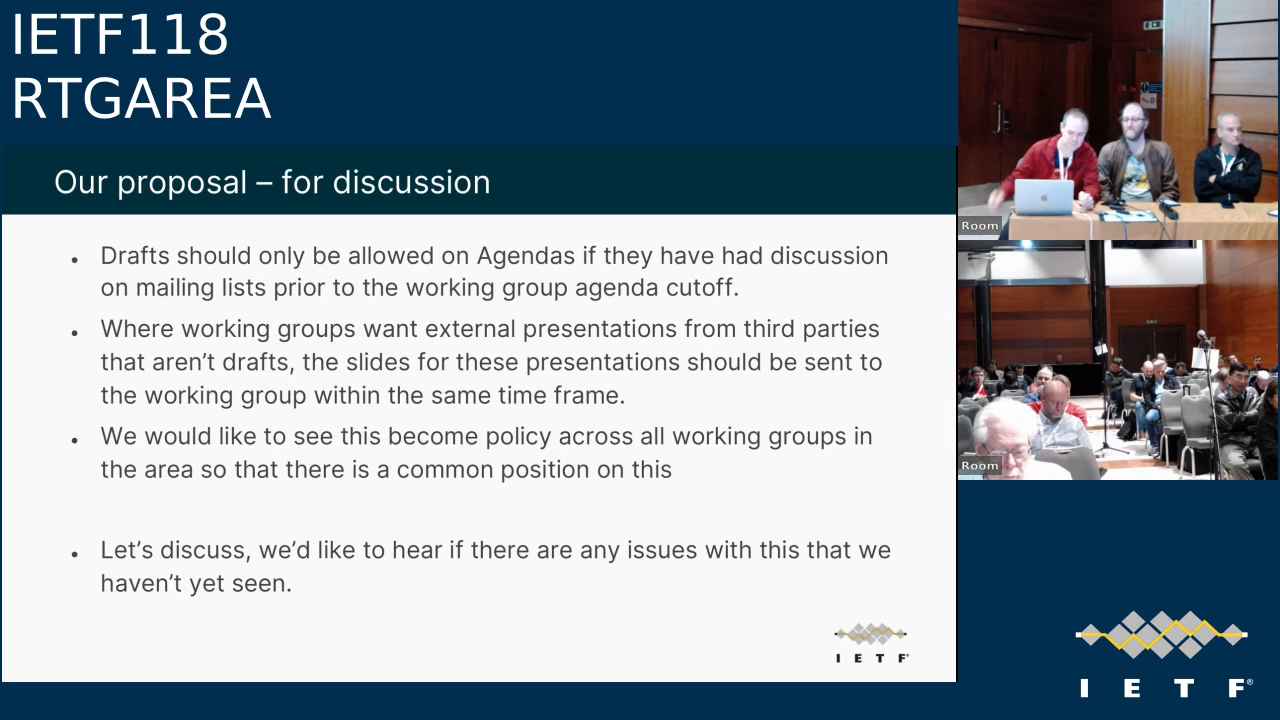 IETF118
RTGAREA
Our proposal – for discussion
• Drafts should only be allowed on Agendas if they have had discussion
on mailing lists prior to the working group agenda cutoff.
• Where working groups want external presentations from third parties
that aren’t drafts, the slides for these presentations should be sent to
the working group within the same time frame.
• We would like to see this become policy across all working groups in
the area so that there is a common position on this
• Let’s discuss, we’d like to hear if there are any issues with this that we
haven’t yet seen.
I E T F®
Room
Room
I E T F®